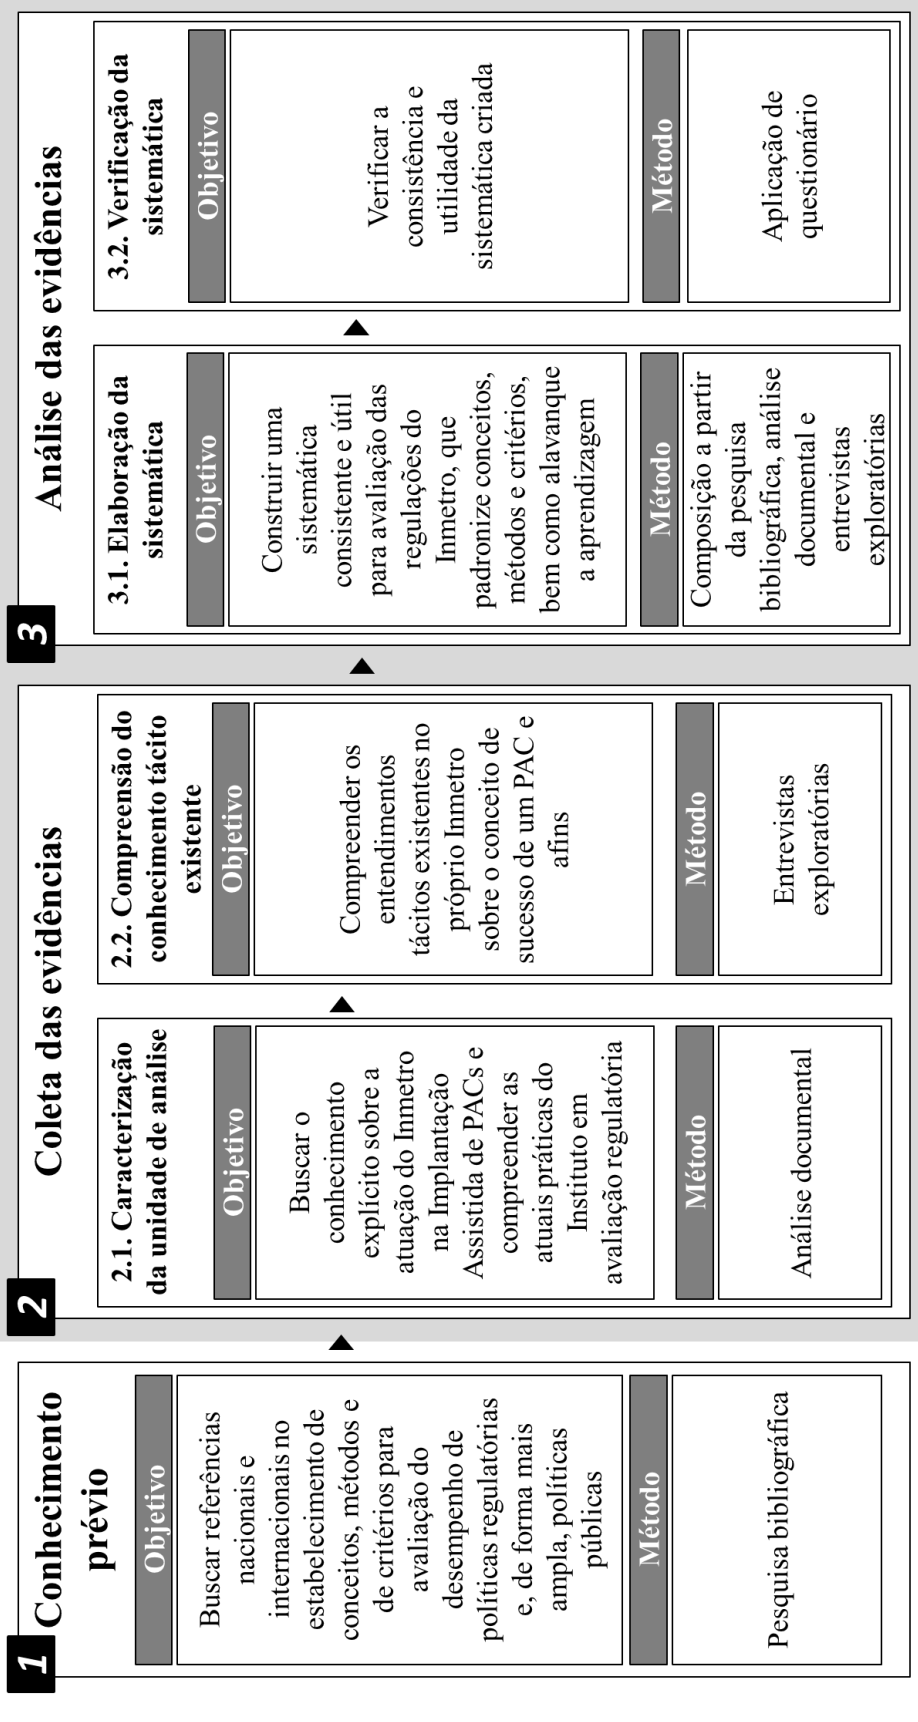 1
Conhecimento
prévio
Objetivo
Buscar referências
nacionais e
internacionais no
estabelecimento de
conceitos, métodos e
de critérios para
avaliação do
desempenho de
políticas regulatórias
e, de forma mais
ampla, políticas
públicas
Método
Pesquisa bibliográfica
2
Coleta das evidências
2.1. Caracterização
da unidade de análise
Objetivo
Buscar o
conhecimento
explícito sobre a
atuação do Inmetro
na Implantação
Assistida de PACs e
compreender as
atuais práticas do
Instituto em
avaliação regulatória
Método
Análise documental
2.2. Compreensão do
conhecimento tácito
existente
Objetivo
Compreender os
entendimentos
tácitos existentes no
próprio Inmetro
sobre o conceito de
sucesso de um PAC e
afins
Método
Entrevistas
exploratórias
3
Análise das evidências
3.1. Elaboração da
sistemática
Objetivo
Construir uma
sistemática
consistente e útil
para avaliação das
regulações do
Inmetro, que
padronize conceitos,
métodos e critérios,
bem como alavanque
a aprendizagem
Método
Composição a partir
da pesquisa
bibliográfica, análise
documental e
entrevistas
exploratórias
3.2. Verificação da
sistemática
Objetivo
Verificar a
consistência e
utilidade da
sistemática criada
Método
Aplicação de
questionário